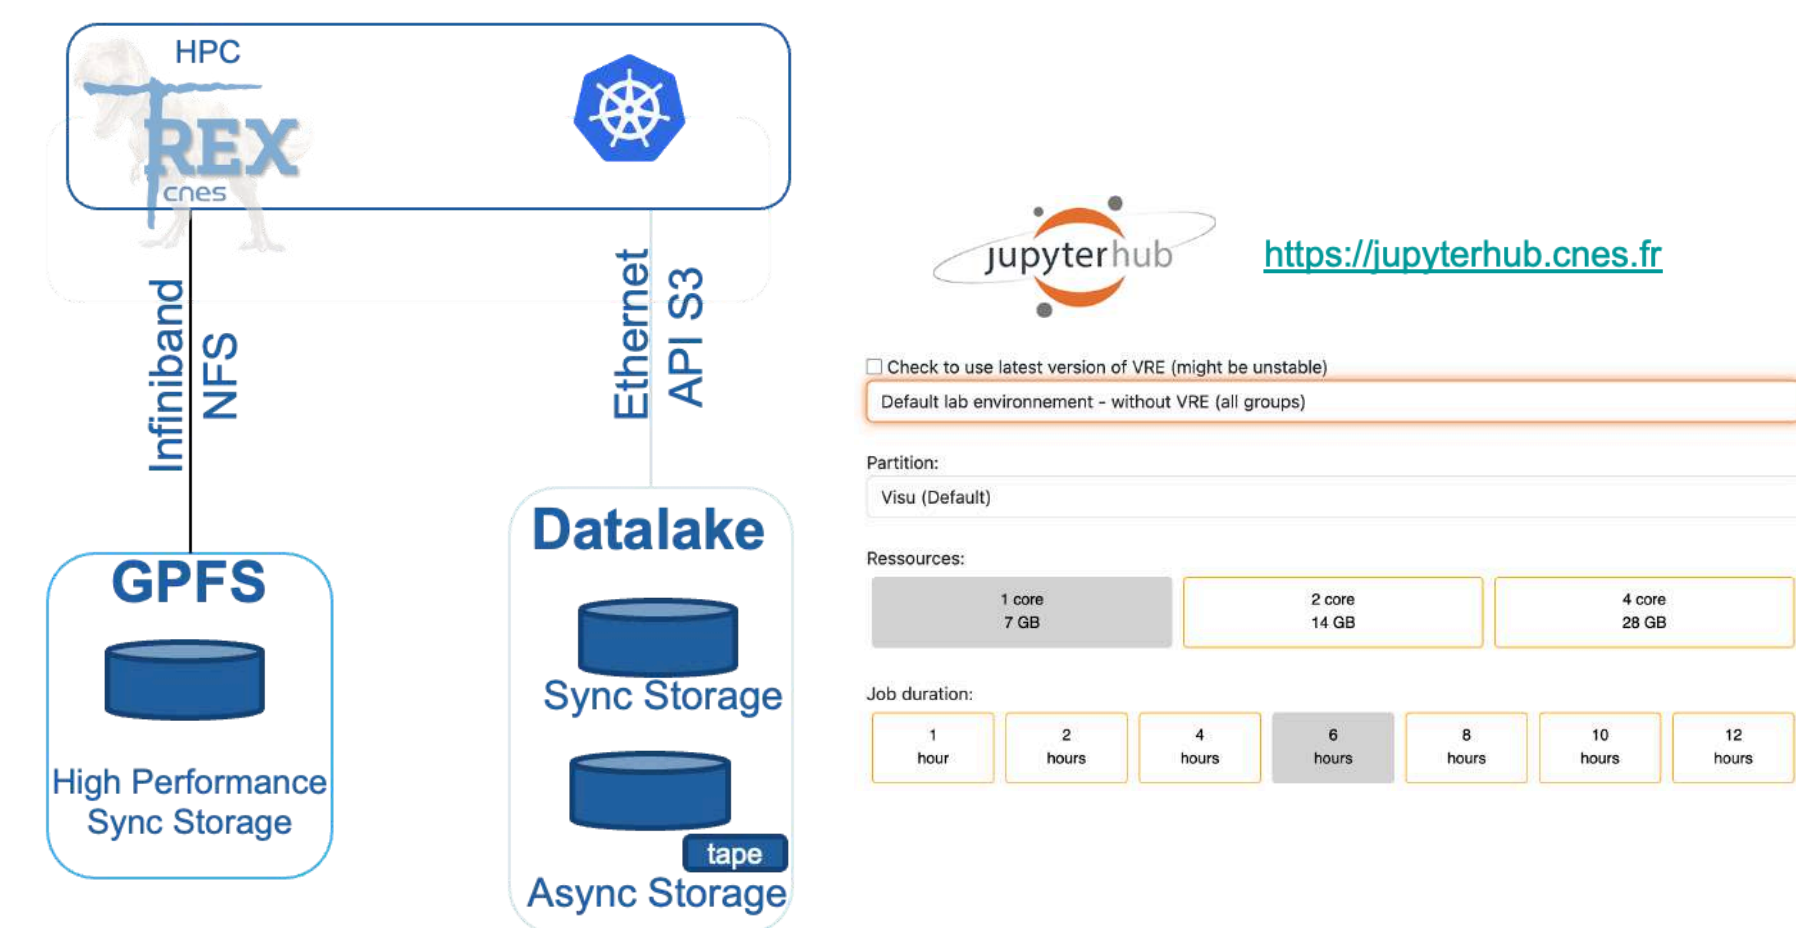 HPC
TREX
cnes
Infiniband
NFS
Ethernet
API S3
GPFS
High Performance
Sync Storage
Datalake
Sync Storage
tape
Async Storage
jupyterhub
https://jupyterhub.cnes.fr
Check to use latest version of VRE (might be unstable)
Default lab environnement - without VRE (all groups)
Partition:
Visu (Default)
Ressources:
1 core
7 GB
2 core
14 GB
4 core
28 GB
Job duration:
1
hour
2
hours
4
hours
6
hours
8
hours
10
hours
12
hours